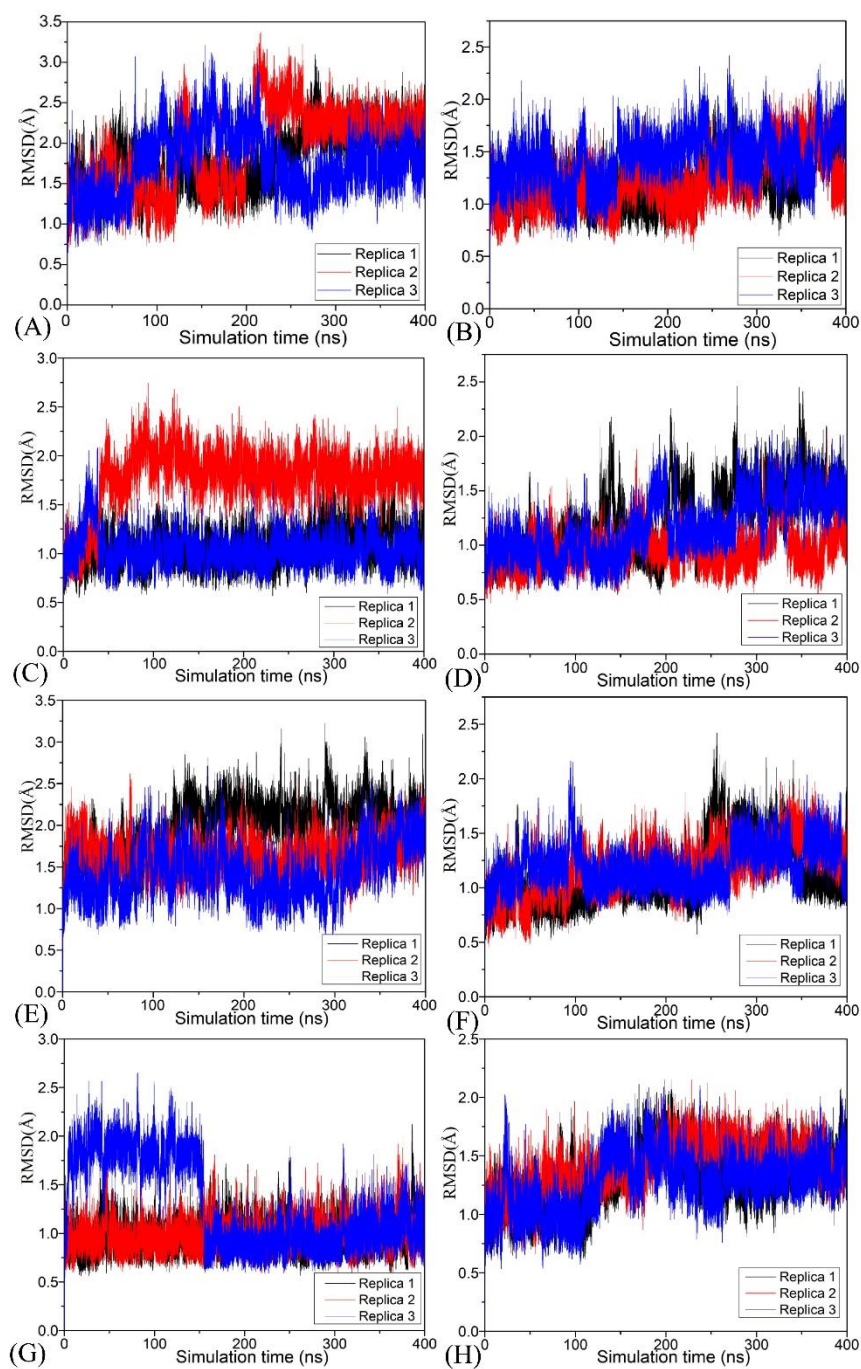 RMSD(Å)
3.5
3.0
2.5
2.0
1.5
1.0
0.5
0.0
Replica 1
Replica 2
Replica 3
0 100 200 300 400
Simulation time (ns)
(A)
RMSD(Å)
2.5
2.0
1.5
1.0
0.5
0.0
Replica 1
Replica 2
Replica 3
0 100 200 300 400
Simulation time (ns)
(B)
RMSD(Å)
3.0
2.5
2.0
1.5
1.0
0.5
0.0
Replica 1
Replica 2
Replica 3
0 100 200 300 400
Simulation time (ns)
(C)
RMSD(Å)
2.5
2.0
1.5
1.0
0.5
0.0
Replica 1
Replica 2
Replica 3
0 100 200 300 400
Simulation time (ns)
(D)
RMSD(Å)
3.5
3.0
2.5
2.0
1.5
1.0
0.5
0.0
Replica 1
Replica 2
Replica 3
0 100 200 300 400
Simulation time (ns)
(E)
RMSD(Å)
2.5
2.0
1.5
1.0
0.5
0.0
Replica 1
Replica 2
Replica 3
0 100 200 300 400
Simulation time (ns)
(F)
RMSD(Å)
3.0
2.5
2.0
1.5
1.0
0.5
0.0
Replica 1
Replica 2
Replica 3
0 100 200 300 400
Simulation time (ns)
(G)
RMSD(Å)
2.5
2.0
1.5
1.0
0.5
0.0
Replica 1
Replica 2
Replica 3
0 100 200 300 400
Simulation time (ns)
(H)